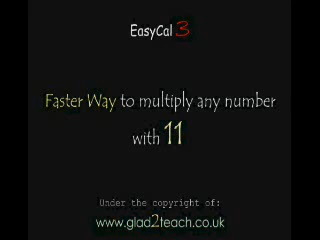 EasyCal 3
Faster Way to multiply any number
with 11
Under the copyright of:
www.glad2teach.co.uk